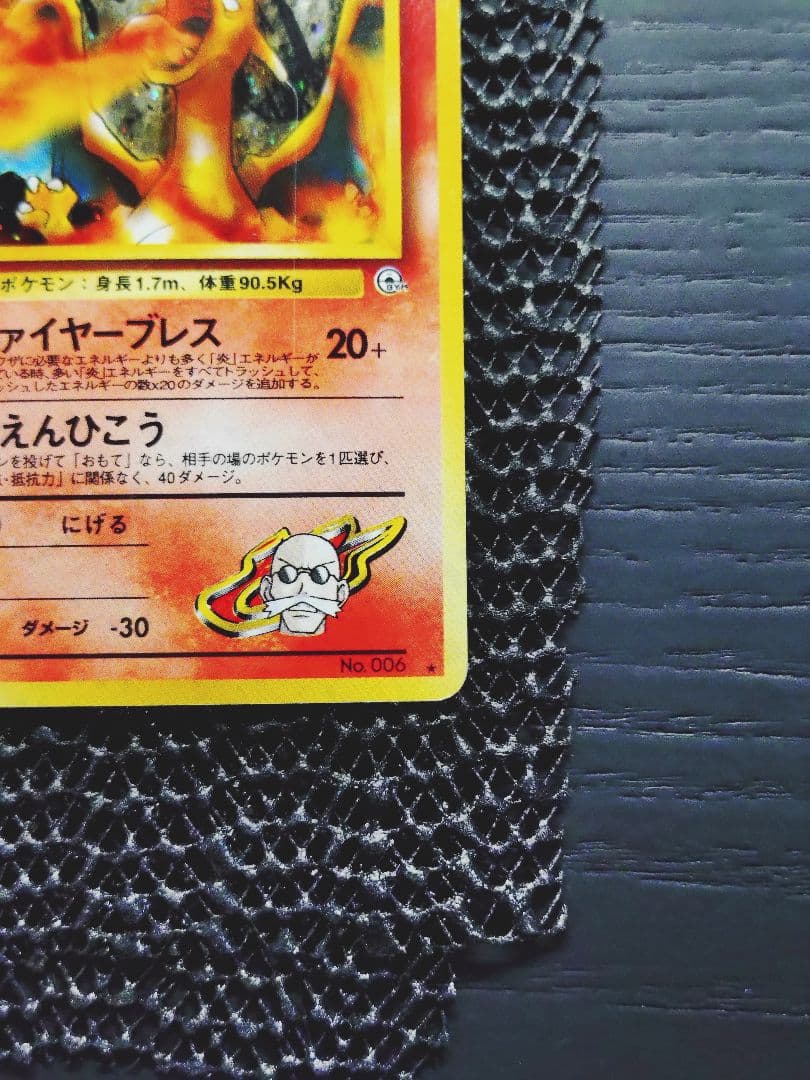 ポケモン：身長1.7m、体重90.5Kg
GYM
ァイヤーブレス 20+
ワザに必要なエネルギーよりも多く「炎」エネルギーが
ている時、多い「炎」エネルギーをすべてトラッシュして、
ッシュしたエネルギーの数x20のダメージを追加する。
えんひこう
ンを投げて「おもて」なら、相手の場のポケモンを1匹選び、
・抵抗力」に関係なく、40ダメージ。
にげる
ダメージ -30
No. 006 ★